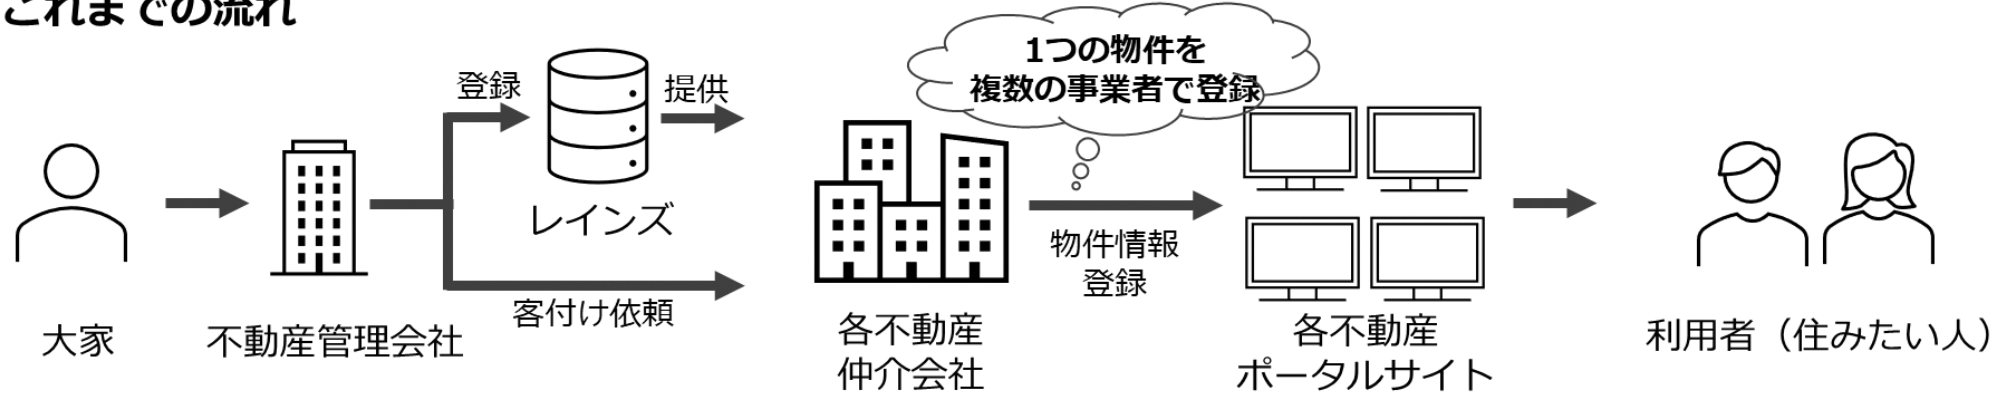 これまでの流れ
1つの物件を
複数の事業者で登録
登録
提供
レインズ
客付け依頼
物件情報
登録
大家
不動産管理会社
各不動産
仲介会社
各不動産
ポータルサイト
利用者（住みたい人）